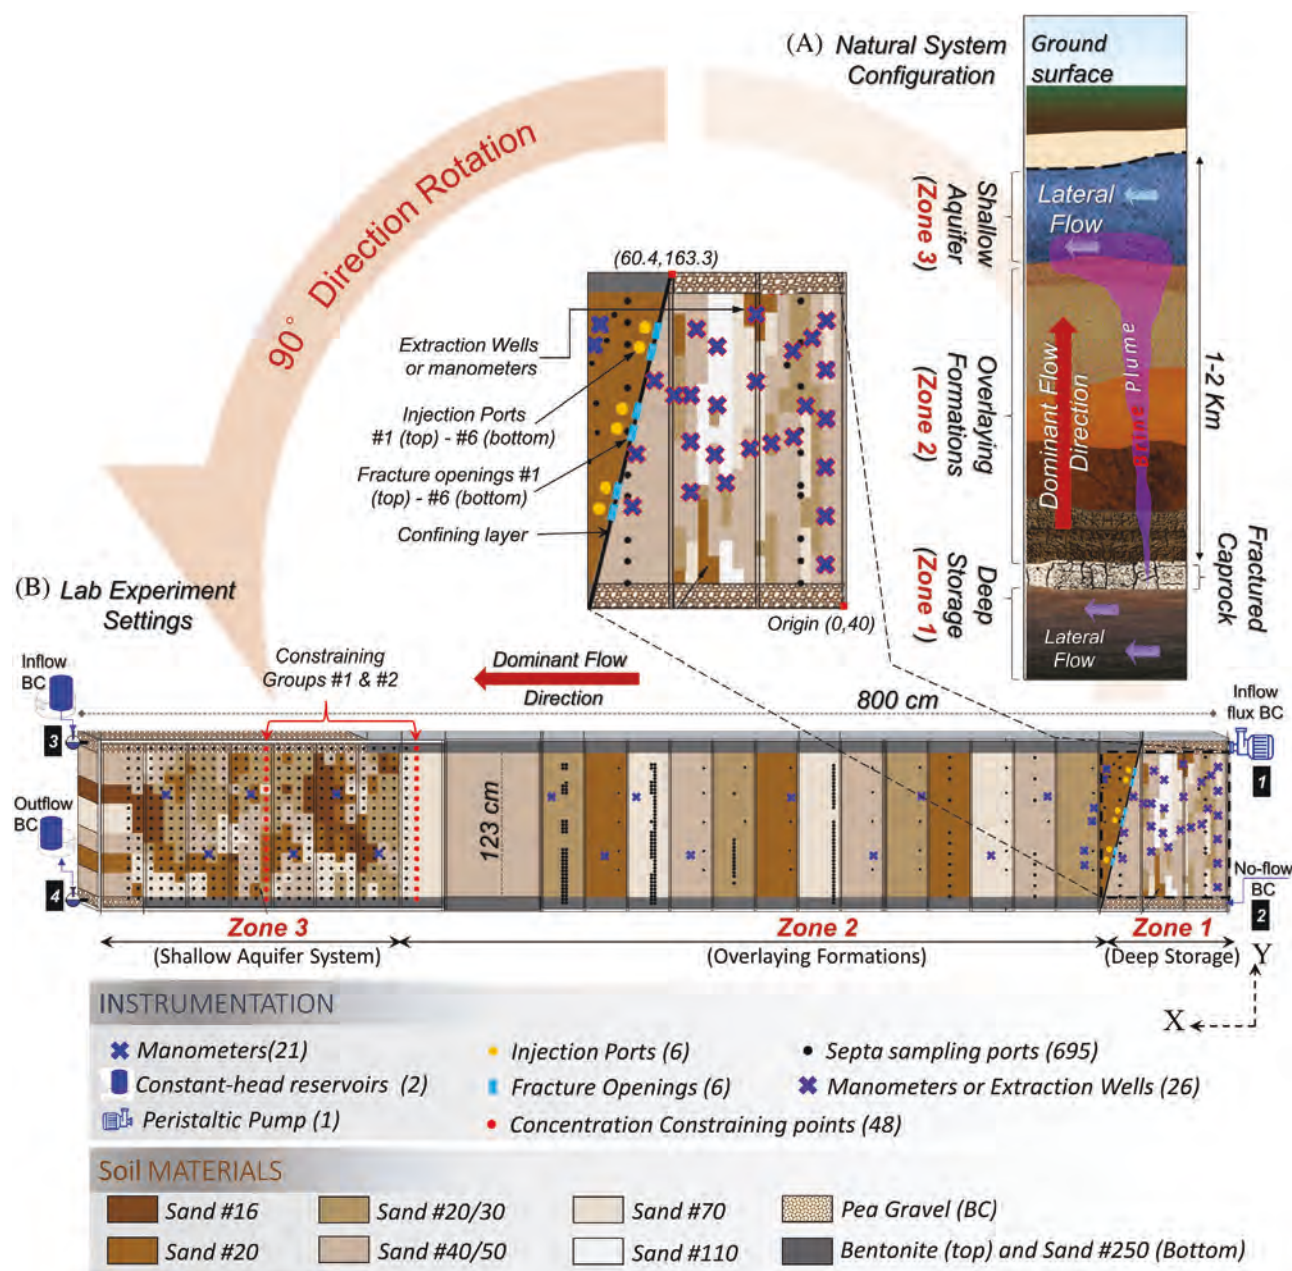 (A) Natural System
Configuration
Ground
surface
90° Direction Rotation
Shallow
Aquifer
(Zone 3)
Lateral
Flow
Overlaying
Formations
(Zone 2)
Dominant Flow
Direction
Brine Plume
1-2 Km
Deep
Storage
(Zone 1)
Fractured
Caprock
Lateral
Flow
(60.4,163.3)
Extraction Wells
or manometers
Injection Ports
#1 (top) - #6 (bottom)
Fracture openings #1
(top) - #6 (bottom)
Confining layer
Origin (0,40)
(B) Lab Experiment
Settings
Inflow
BC
Constraining
Groups #1 & #2
Dominant Flow
Direction
800 cm
Inflow
flux BC
3
1
Outflow
BC
123 cm
4
No-flow
BC
2
Zone 3
(Shallow Aquifer System)
Zone 2
(Overlaying Formations)
Zone 1
(Deep Storage)
Y
X
INSTRUMENTATION
Manometers(21)
Injection Ports (6)
Septa sampling ports (695)
Constant-head reservoirs (2)
Fracture Openings (6)
Manometers or Extraction Wells (26)
Peristaltic Pump (1)
Concentration Constraining points (48)
Soil MATERIALS
Sand #16
Sand #20/30
Sand #70
Pea Gravel (BC)
Sand #20
Sand #40/50
Sand #110
Bentonite (top) and Sand #250 (Bottom)